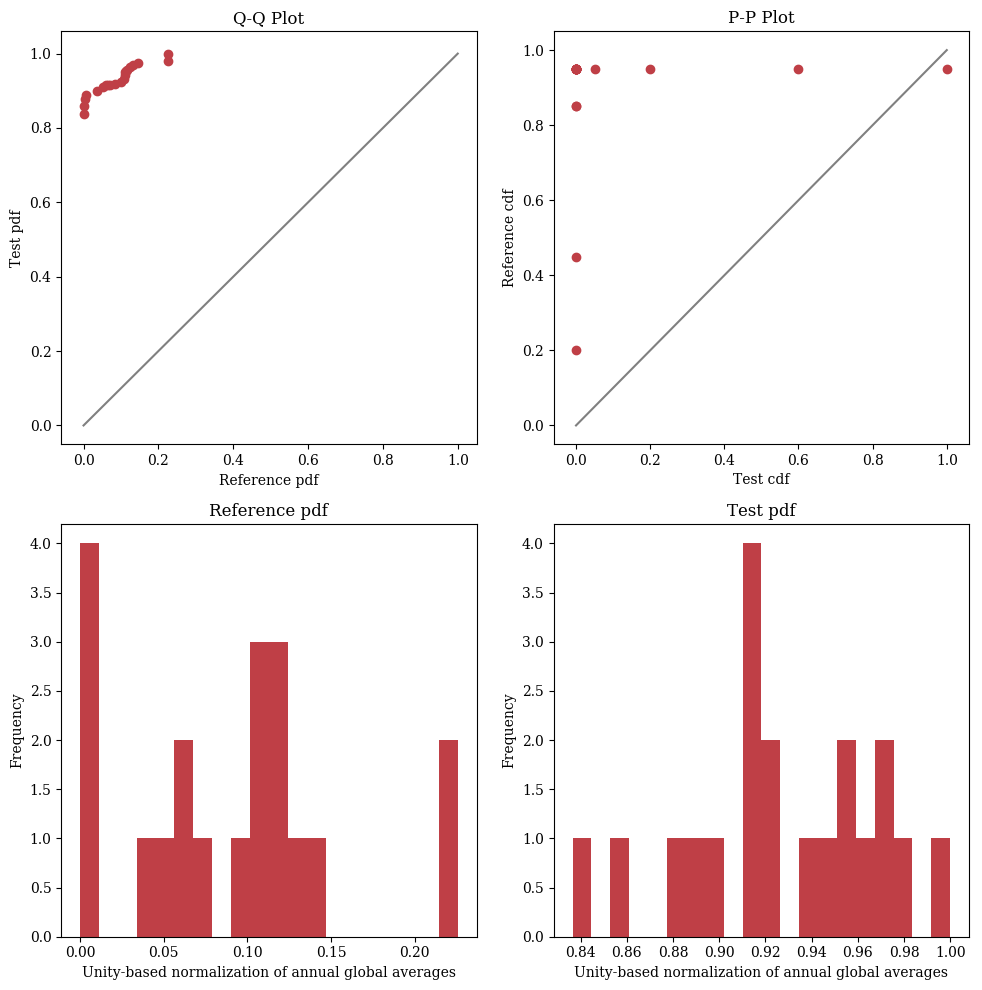 Q-Q Plot
1.0
0.8
0.6
0.4
0.2
0.0
Test pdf
0.0 0.2 0.4 0.6 0.8 1.0
Reference pdf
P-P Plot
1.0
0.8
0.6
0.4
0.2
0.0
Reference cdf
0.0 0.2 0.4 0.6 0.8 1.0
Test cdf
Reference pdf
4.0
3.5
3.0
2.5
2.0
1.5
1.0
0.5
0.0
Frequency
0.00 0.05 0.10 0.15 0.20
Unity-based normalization of annual global averages
Test pdf
4.0
3.5
3.0
2.5
2.0
1.5
1.0
0.5
0.0
Frequency
0.84 0.86 0.88 0.90 0.92 0.94 0.96 0.98 1.00
Unity-based normalization of annual global averages